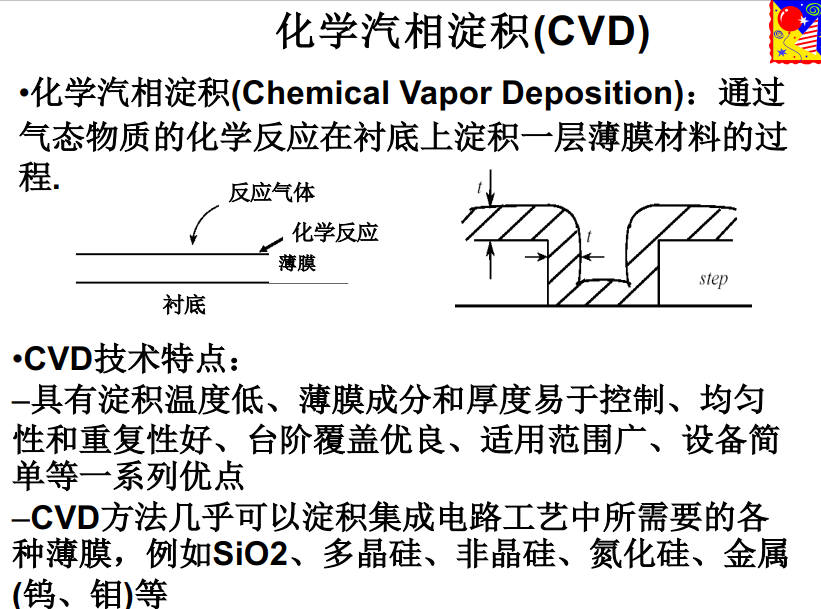 化学汽相淀积(CVD)
•化学汽相淀积(Chemical Vapor Deposition)：通过
气态物质的化学反应在衬底上淀积一层薄膜材料的过
程.
反应气体
化学反应
薄膜
衬底
t
t
step
•CVD技术特点：
–具有淀积温度低、薄膜成分和厚度易于控制、均匀
性和重复性好、台阶覆盖优良、适用范围广、设备简
单等一系列优点
–CVD方法几乎可以淀积集成电路工艺中所需要的各
种薄膜，例如SiO2、多晶硅、非晶硅、氮化硅、金属
(钨、钼)等